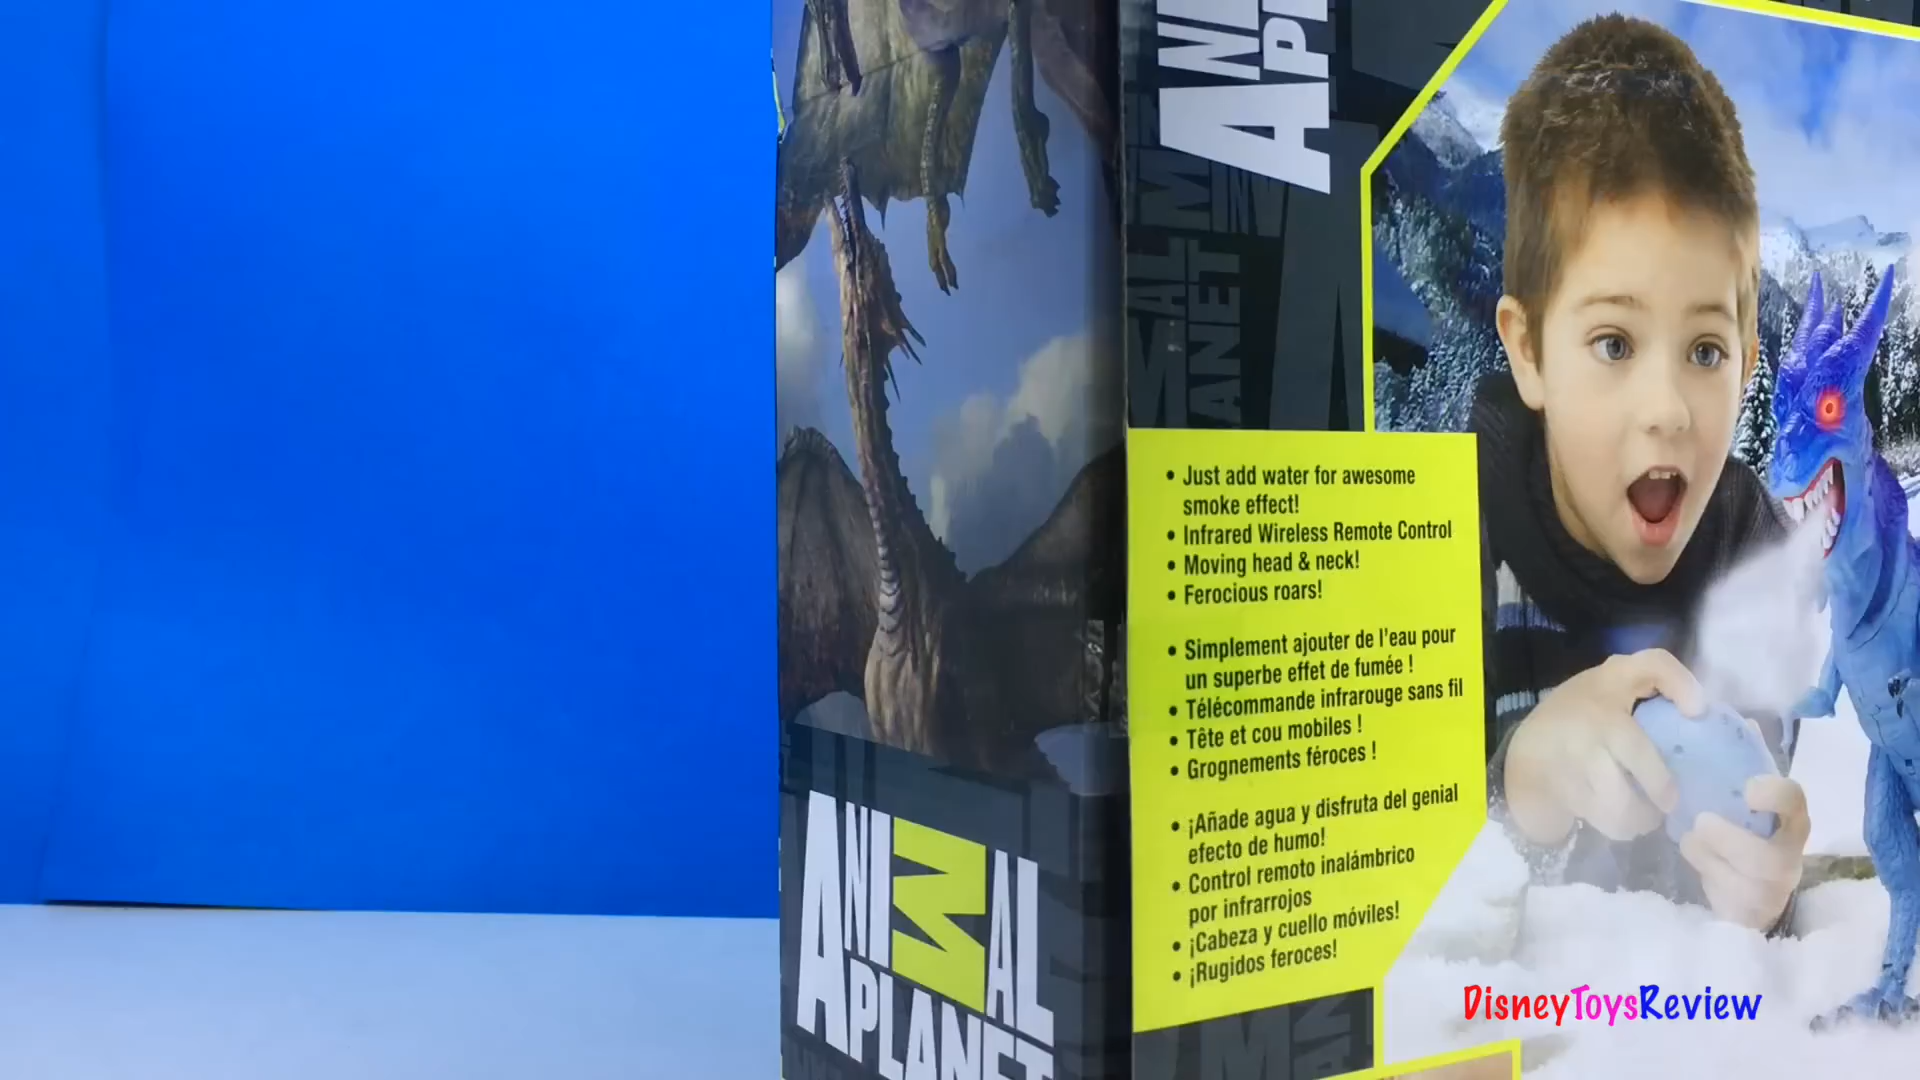 ANIMAL
PLANET
• Just add water for awesome
smoke effect!
• Infrared Wireless Remote Control
• Moving head & neck!
• Ferocious roars!
• Simplement ajouter de l'eau pour
un superbe effet de fumée !
• Télécommande infrarouge sans fil
• Tête et cou mobiles !
• Grognements féroces !
• ¡Añade agua y disfruta del genial
efecto de humo!
• Control remoto inalámbrico
por infrarrojos
• ¡Cabeza y cuello móviles!
• ¡Rugidos feroces!
DisneyToysReview